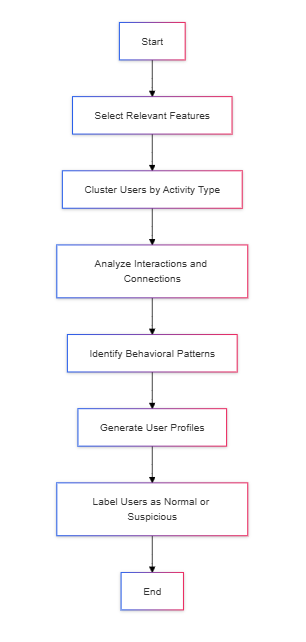 Start
Select Relevant Features
Cluster Users by Activity Type
Analyze Interactions and
Connections
Identify Behavioral Patterns
Generate User Profiles
Label Users as Normal or
Suspicious
End